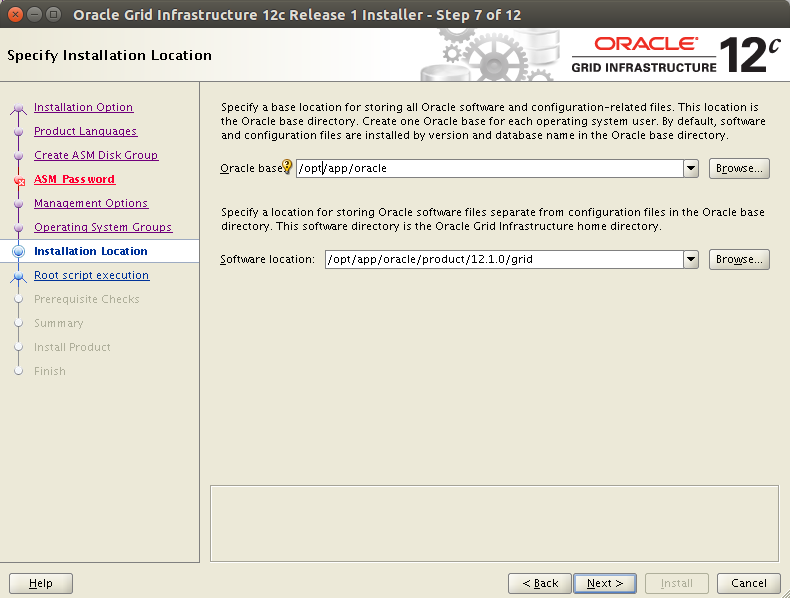 Oracle Grid Infrastructure 12c Release 1 Installer - Step 7 of 12
Specify Installation Location
ORACLE®
GRID INFRASTRUCTURE
12c
Installation Option
Product Languages
Create ASM Disk Group
ASM Password
Management Options
Operating System Groups
Installation Location
Root script execution
Prerequisite Checks
Summary
Install Product
Finish
Specify a base location for storing all Oracle software and configuration-related files. This location is
the Oracle base directory. Create one Oracle base for each operating system user. By default, software
and configuration files are installed by version and database name in the Oracle base directory.
Oracle base: /opt/app/oracle Browse...
Specify a location for storing Oracle software files separate from configuration files in the Oracle base
directory. This software directory is the Oracle Grid Infrastructure home directory.
Software location: /opt/app/oracle/product/12.1.0/grid Browse...
Help < Back Next > Install Cancel